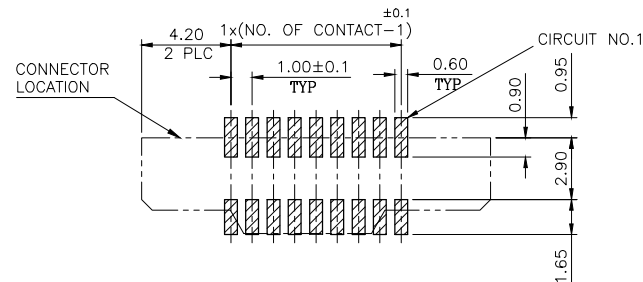 ±0.1
4.20 1x(NO. OF CONTACT-1)
2 PLC
CIRCUIT NO.1
1.00±0.1
TYP
0.60
TYP
0.95
0.90
CONNECTOR
LOCATION
2.90
1.65